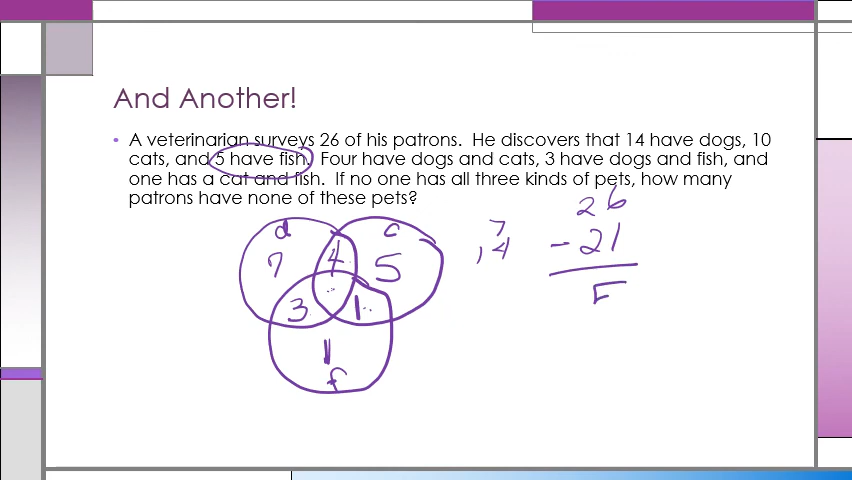 And Another!
• A veterinarian surveys 26 of his patrons. He discovers that 14 have dogs, 10
cats, and 5 have fish. Four have dogs and cats, 3 have dogs and fish, and
one has a cat and fish. If no one has all three kinds of pets, how many
patrons have none of these pets?
26
d c 7
7 4 5 14 - 21
5
3 1
1
f